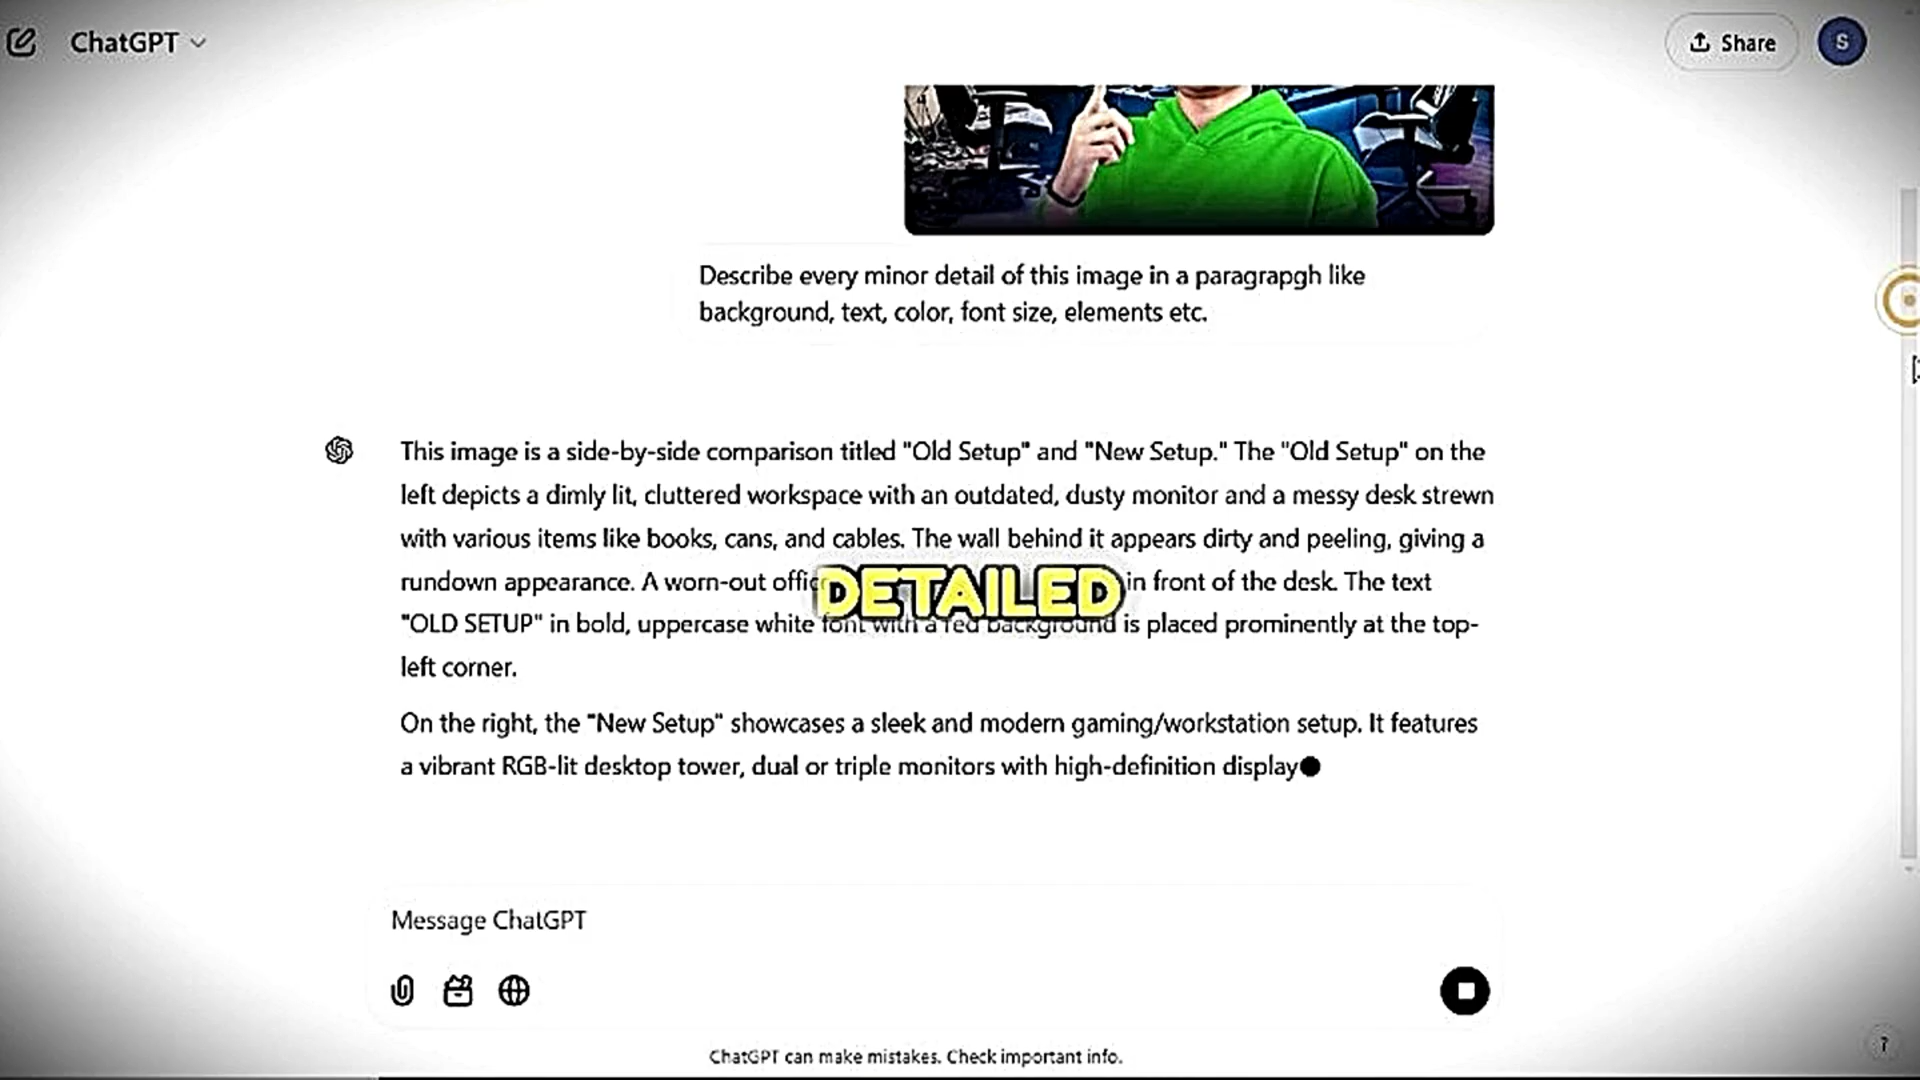 ChatGPT
Share
S
Describe every minor detail of this image in a paragrapgh like
background, text, color, font size, elements etc.
This image is a side-by-side comparison titled "Old Setup" and "New Setup." The "Old Setup" on the
left depicts a dimly lit, cluttered workspace with an outdated, dusty monitor and a messy desk strewn
with various items like books, cans, and cables. The wall behind it appears dirty and peeling, giving a
rundown appearance. A worn-out in front of the desk. The text
DETAILED
"OLD SETUP" in bold, uppercase white font with a red background is placed prominently at the top-
left corner.
On the right, the "New Setup" showcases a sleek and modern gaming/workstation setup. It features
a vibrant RGB-lit desktop tower, dual or triple monitors with high-definition display
Message ChatGPT
ChatGPT can make mistakes. Check important info.
?